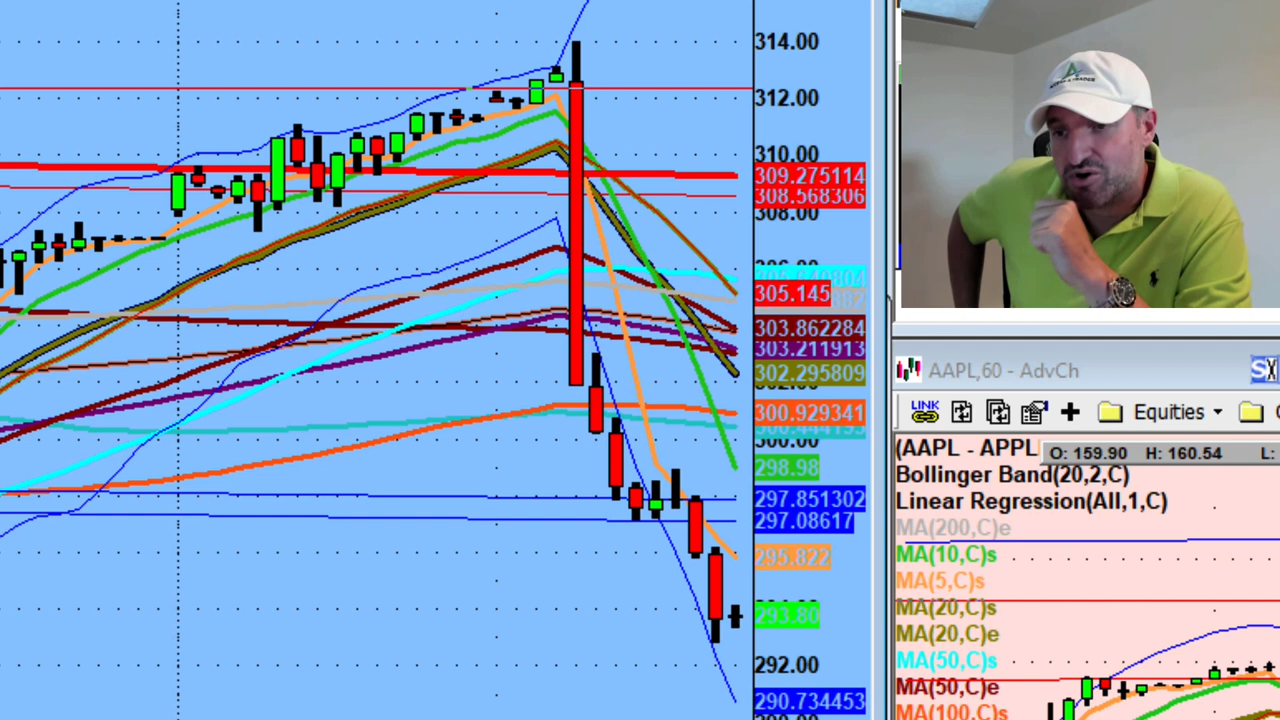 314.00
312.00
310.00
309.275114
308.568306
308.00
305.145
303.862284
303.211913
302.295809
300.929341
300.00
298.98
297.851302
297.08617
295.822
293.80
292.00
290.734453
AAPL,60 - AdvCh
LINK
Equities
(AAPL - APPL
O: 159.90 H: 160.54 L:
Bollinger Band(20,2,C)
Linear Regression(All,1,C)
MA(200,C)e
MA(10,C)s
MA(5,C)s
MA(20,C)s
MA(20,C)e
MA(50,C)s
MA(50,C)e
MA(100,C)s